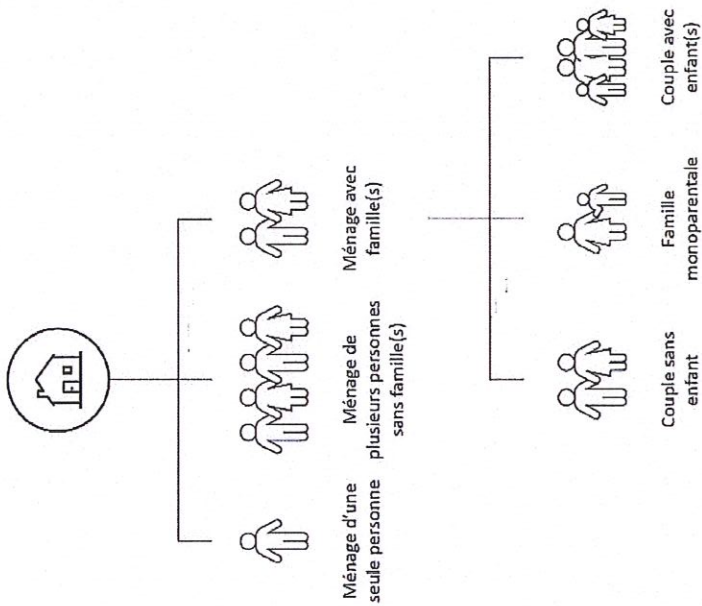 Ménage d'une
seule personne
Ménage de
plusieurs personnes
sans famille(s)
Ménage avec
famille(s)
Couple sans
enfant
Famille
monoparentale
Couple avec
enfant(s)